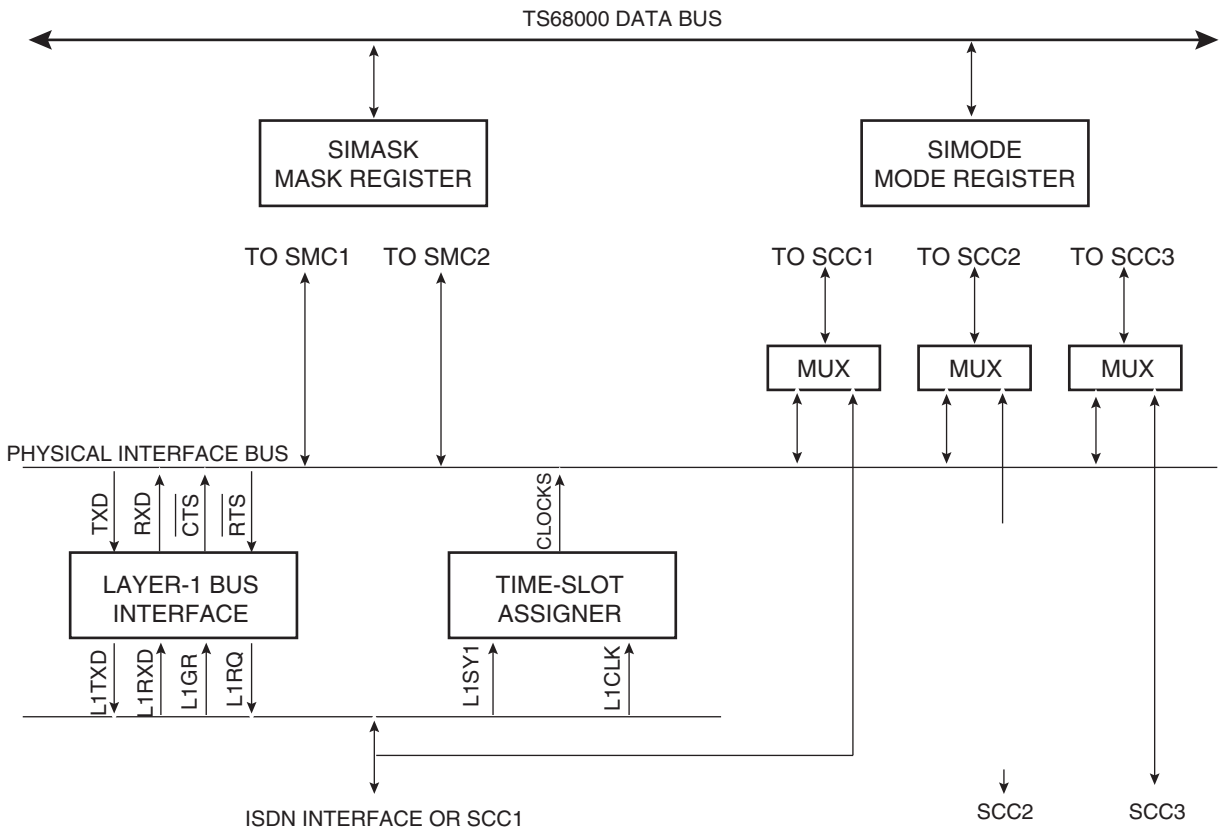 TS68000 DATA BUS
SIMASK
MASK REGISTER
SIMODE
MODE REGISTER
TO SMC1
TO SMC2
TO SCC1
TO SCC2
TO SCC3
MUX
MUX
MUX
PHYSICAL INTERFACE BUS
TXD
RXD
CTS
RTS
CLOCKS
LAYER-1 BUS
INTERFACE
TIME-SLOT
ASSIGNER
L1TXD
L1RXD
L1GR
L1RQ
L1SY1
L1CLK
ISDN INTERFACE OR SCC1
SCC2
SCC3